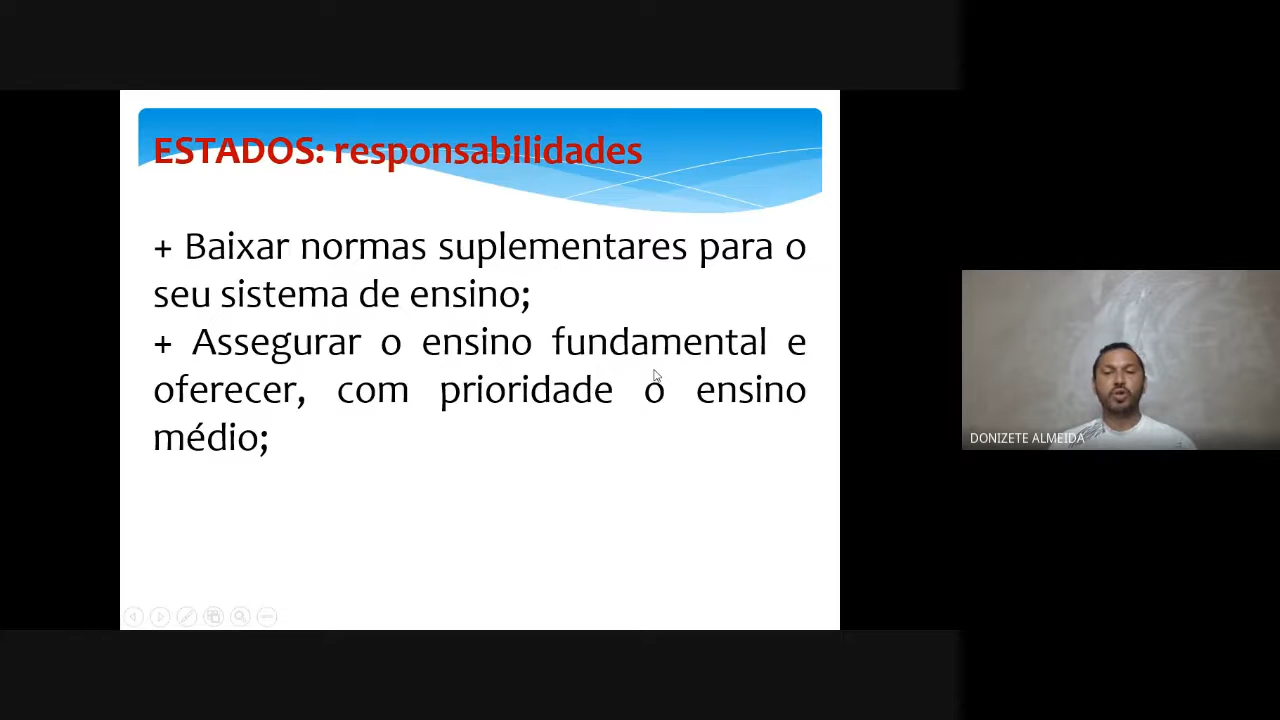 ESTADOS: responsabilidades
+ Baixar normas suplementares para o
seu sistema de ensino;
+ Assegurar o ensino fundamental e
oferecer, com prioridade o ensino
médio;
DONIZETE ALMEIDA